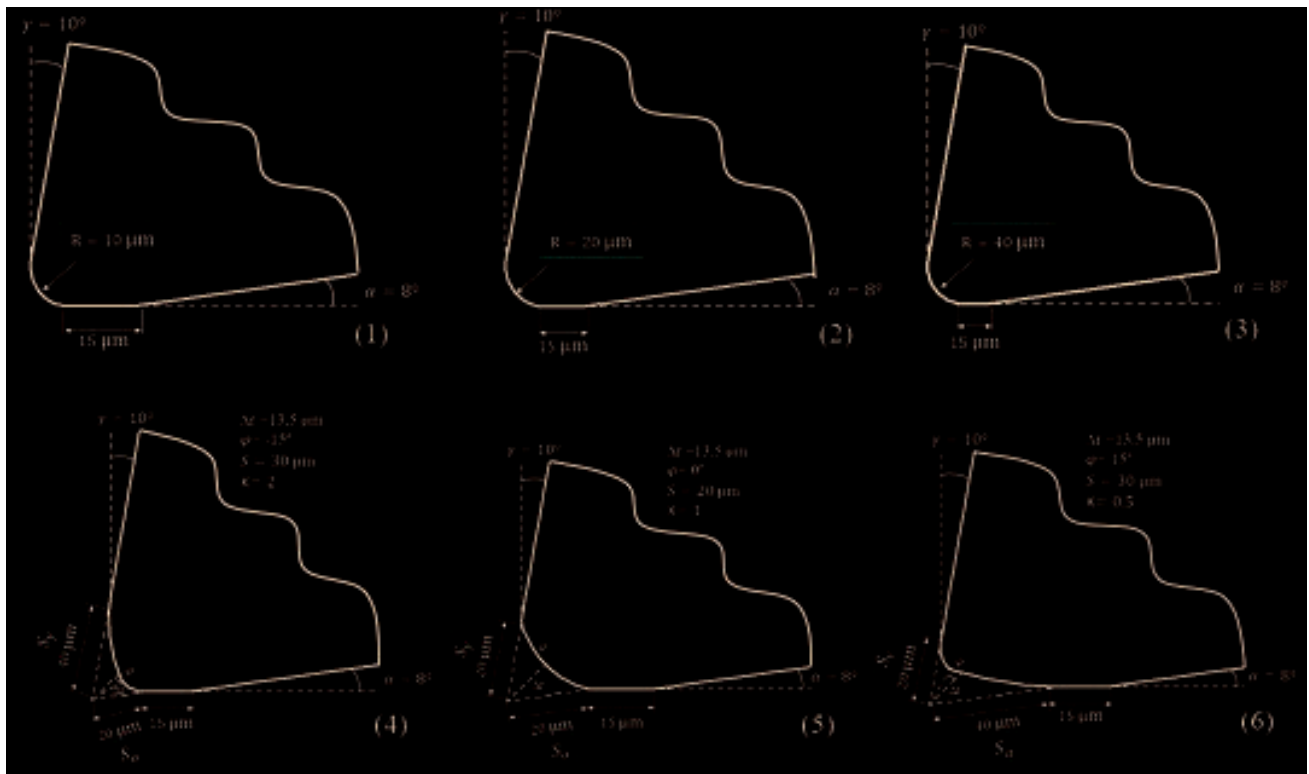 γ = 10°
R = 10 μm
α = 8°
15 μm
(1)
γ = 10°
R = 20 μm
α = 8°
15 μm
(2)
γ = 10°
R = 40 μm
α = 8°
15 μm
(3)
γ = 10°
Δr=13.5 μm
φ=-15°
S = 30 μm
κ= 2
Sγ
40 μm
α = 8°
20 μm
15 μm
Sα
(4)
γ = 10°
Δr=13.5 μm
φ=0°
S = 20 μm
κ= 1
Sγ
20 μm
α = 8°
20 μm
15 μm
Sα
(5)
γ = 10°
Δr=13.5 μm
φ=15°
S = 30 μm
κ= 0.5
Sγ
20 μm
α = 8°
40 μm
15 μm
Sα
(6)